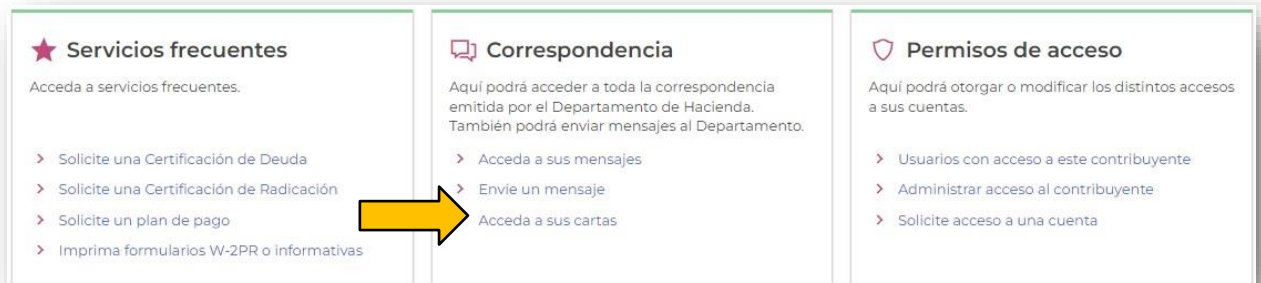 Servicios frecuentes
Acceda a servicios frecuentes.
Solicite una Certificación de Deuda
Solicite una Certificación de Radicación
Solicite un plan de pago
Imprima formularios W-2PR o informativas
Correspondencia
Aquí podrá acceder a toda la correspondencia
emitida por el Departamento de Hacienda.
También podrá enviar mensajes al Departamento.
Acceda a sus mensajes
Envíe un mensaje
Acceda a sus cartas
Permisos de acceso
Aquí podrá otorgar o modificar los distintos accesos
a sus cuentas.
Usuarios con acceso a este contribuyente
Administrar acceso al contribuyente
Solicite acceso a una cuenta